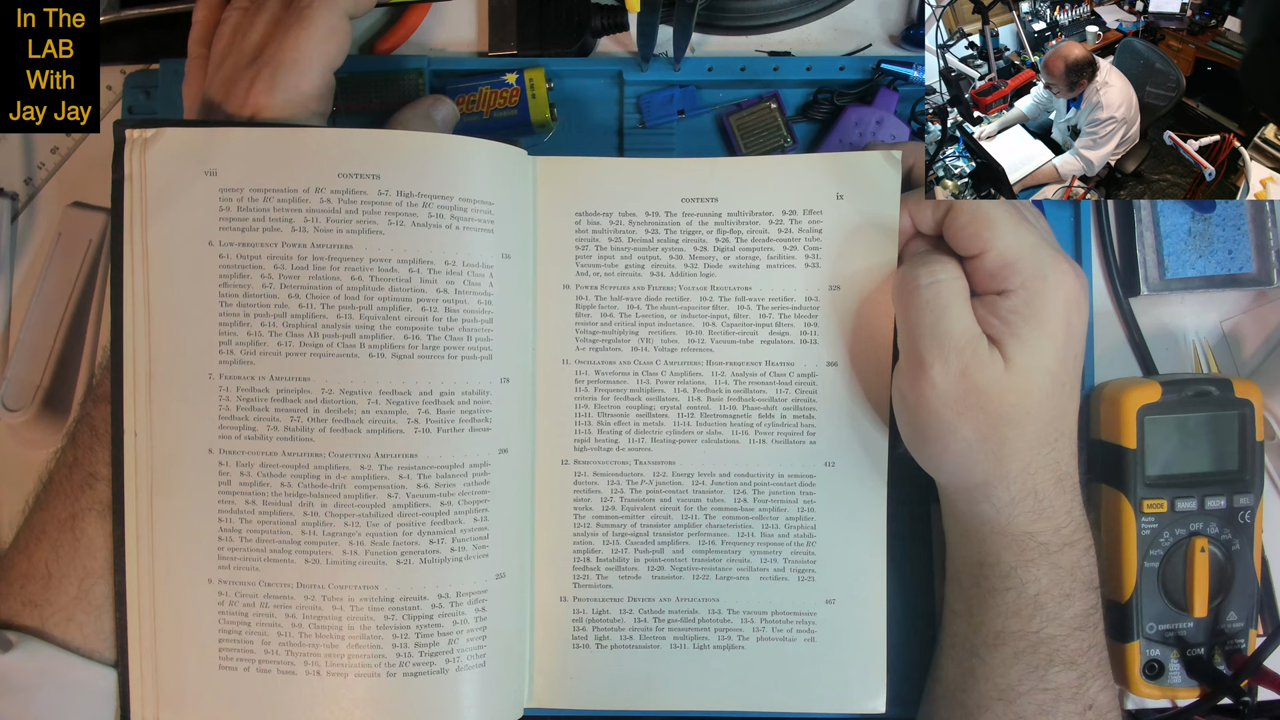 In The
LAB
With
Jay Jay
eclipse
viii
CONTENTS
quency compensation of RC amplifiers. 5-7. High-frequency compensa-
tion of the RC amplifier. 5-8. Pulse response of the RC coupling circuit.
5-9. Relations between sinusoidal and pulse response. 5-10. Square-wave
response and testing. 5-11. Fourier series. 5-12. Analysis of a recurrent
rectangular pulse. 5-13. Noise in amplifiers.
6. LOW-FREQUENCY POWER AMPLIFIERS . . . . . . . . 136
6-1. Output circuits for low-frequency power amplifiers. 6-2. Load-line
construction. 6-3. Load line for reactive loads. 6-4. The ideal Class A
amplifier. 6-5. Power relations. 6-6. Theoretical limit on Class A
efficiency. 6-7. Determination of amplitude distortion. 6-8. Intermodu-
lation distortion. 6-9. Choice of load for optimum power output. 6-10.
The distortion rule. 6-11. The push-pull amplifier. 6-12. Bias consider-
ations in push-pull amplifiers. 6-13. Equivalent circuit for the push-pull
amplifier. 6-14. Graphical analysis using the composite tube character-
istics. 6-15. The Class AB push-pull amplifier. 6-16. The Class B push-
pull amplifier. 6-17. Design of Class B amplifiers for large power output.
6-18. Grid circuit power requirements. 6-19. Signal sources for push-pull
amplifiers.
7. FEEDBACK IN AMPLIFIERS . . . . . . . . 178
7-1. Feedback principles. 7-2. Negative feedback and gain stability.
7-3. Negative feedback and distortion. 7-4. Negative feedback and noise.
7-5. Feedback measured in decibels; an example. 7-6. Basic negative-
feedback circuits. 7-7. Other feedback circuits. 7-8. Positive feedback;
decoupling. 7-9. Stability of feedback amplifiers. 7-10. Further discus-
sion of stability conditions.
8. DIRECT-COUPLED AMPLIFIERS; COMPUTING AMPLIFIERS . . . . 206
8-1. Early direct-coupled amplifiers. 8-2. The resistance-coupled ampli-
fier. 8-3. Cathode coupling in d-c amplifiers. 8-4. The balanced push-
pull amplifier. 8-5. Cathode-drift compensation. 8-6. Series cathode
compensation; the bridge-balanced amplifier. 8-7. Vacuum-tube electrom-
eters. 8-8. Residual drift in direct-coupled amplifiers. 8-9. Chopper-
modulated amplifiers. 8-10. Chopper-stabilized direct-coupled amplifiers.
8-11. The operational amplifier. 8-12. Use of positive feedback. 8-13.
Analog computation. 8-14. Lagrange's equation for dynamical systems.
8-15. The direct-analog computer. 8-16. Scale factors. 8-17. Functional
or operational analog computers. 8-18. Function generators. 8-19. Non-
linear-circuit elements. 8-20. Limiting circuits. 8-21. Multiplying devices
and circuits.
9. SWITCHING CIRCUITS; DIGITAL COMPUTATION . . . . . . 255
9-1. Circuit elements. 9-2. Tubes in switching circuits. 9-3. Response
of RC and RL series circuits. 9-4. The time constant. 9-5. The differ-
entiating circuit. 9-6. Integrating circuits. 9-7. Clipping circuits. 9-8.
Clamping circuits. 9-9. Clamping in the television system. 9-10. The
ringing circuit. 9-11. The blocking oscillator. 9-12. Time base or sweep
generation for cathode-ray-tube deflection. 9-13. Simple RC sweep
generation. 9-14. Thyratron sweep generators. 9-15. Triggered vacuum-
tube sweep generators. 9-16. Linearization of the RC sweep. 9-17. Other
forms of time bases. 9-18. Sweep circuits for magnetically deflected
CONTENTS
ix
cathode-ray tubes. 9-19. The free-running multivibrator. 9-20. Effect
of bias. 9-21. Synchronization of the multivibrator. 9-22. The one-
shot multivibrator. 9-23. The trigger, or flip-flop, circuit. 9-24. Scaling
circuits. 9-25. Decimal scaling circuits. 9-26. The decade-counter tube.
9-27. The binary-number system. 9-28. Digital computers. 9-29. Com-
puter input and output. 9-30. Memory, or storage, facilities. 9-31.
Vacuum-tube gating circuits. 9-32. Diode switching matrices. 9-33.
And, or, not circuits. 9-34. Addition logic.
10. POWER SUPPLIES AND FILTERS; VOLTAGE REGULATORS . . . . 328
10-1. The half-wave diode rectifier. 10-2. The full-wave rectifier. 10-3.
Ripple factor. 10-4. The shunt-capacitor filter. 10-5. The series-inductor
filter. 10-6. The L-section, or inductor-input, filter. 10-7. The bleeder
resistor and critical input inductance. 10-8. Capacitor-input filters. 10-9.
Voltage-multiplying rectifiers. 10-10. Rectifier-circuit design. 10-11.
Voltage-regulator (VR) tubes. 10-12. Vacuum-tube regulators. 10-13.
A-c regulators. 10-14. Voltage references.
11. OSCILLATORS AND CLASS C AMPLIFIERS; HIGH-FREQUENCY HEATING . 366
11-1. Waveforms in Class C Amplifiers. 11-2. Analysis of Class C ampli-
fier performance. 11-3. Power relations. 11-4. The resonant-load circuit.
11-5. Frequency multipliers. 11-6. Feedback in oscillators. 11-7. Circuit
criteria for feedback oscillators. 11-8. Basic feedback-oscillator circuits.
11-9. Electron coupling; crystal control. 11-10. Phase-shift oscillators.
11-11. Ultrasonic oscillators. 11-12. Electromagnetic fields in metals.
11-13. Skin effect in metals. 11-14. Induction heating of cylindrical bars.
11-15. Heating of dielectric cylinders or slabs. 11-16. Power required for
rapid heating. 11-17. Heating-power calculations. 11-18. Oscillators as
high-voltage d-c sources.
12. SEMICONDUCTORS; TRANSISTORS . . . . . . . . 412
12-1. Semiconductors. 12-2. Energy levels and conductivity in semicon-
ductors. 12-3. The P-N junction. 12-4. Junction and point-contact diode
rectifiers. 12-5. The point-contact transistor. 12-6. The junction tran-
sistor. 12-7. Transistors and vacuum tubes. 12-8. Four-terminal net-
works. 12-9. Equivalent circuit for the common-base amplifier. 12-10.
The common-emitter circuit. 12-11. The common-collector amplifier.
12-12. Summary of transistor amplifier characteristics. 12-13. Graphical
analysis of large-signal transistor performance. 12-14. Bias and stabili-
zation. 12-15. Cascaded amplifiers. 12-16. Frequency response of the RC
amplifier. 12-17. Push-pull and complementary symmetry circuits.
12-18. Instability in point-contact transistor circuits. 12-19. Transistor
feedback oscillators. 12-20. Negative-resistance oscillators and triggers.
12-21. The tetrode transistor. 12-22. Large-area rectifiers. 12-23.
Thermistors.
13. PHOTOELECTRIC DEVICES AND APPLICATIONS . . . . . . 467
13-1. Light. 13-2. Cathode materials. 13-3. The vacuum photoemissive
cell (phototube). 13-4. The gas-filled phototube. 13-5. Phototube relays.
13-6. Phototube circuits for measurement purposes. 13-7. Use of modu-
lated light. 13-8. Electron multipliers. 13-9. The photovoltaic cell.
13-10. The phototransistor. 13-11. Light amplifiers.
MODE RANGE HOLD REL
Auto
Power
Off
OFF
10A
mA
Hz%
Temp
DIGITECH
10A
COM